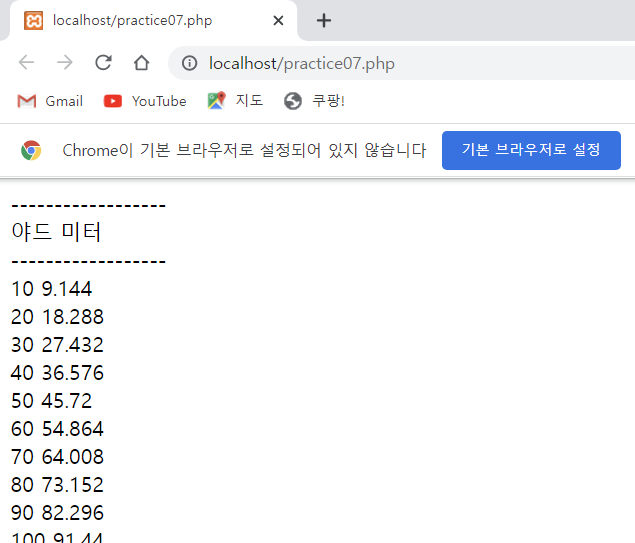 localhost/practice07.php
localhost/practice07.php
Gmail YouTube 지도 쿠팡!
Chrome이 기본 브라우저로 설정되어 있지 않습니다 기본 브라우저로 설정
------------------
야드 미터
------------------
10 9.144
20 18.288
30 27.432
40 36.576
50 45.72
60 54.864
70 64.008
80 73.152
90 82.296
100 91.44